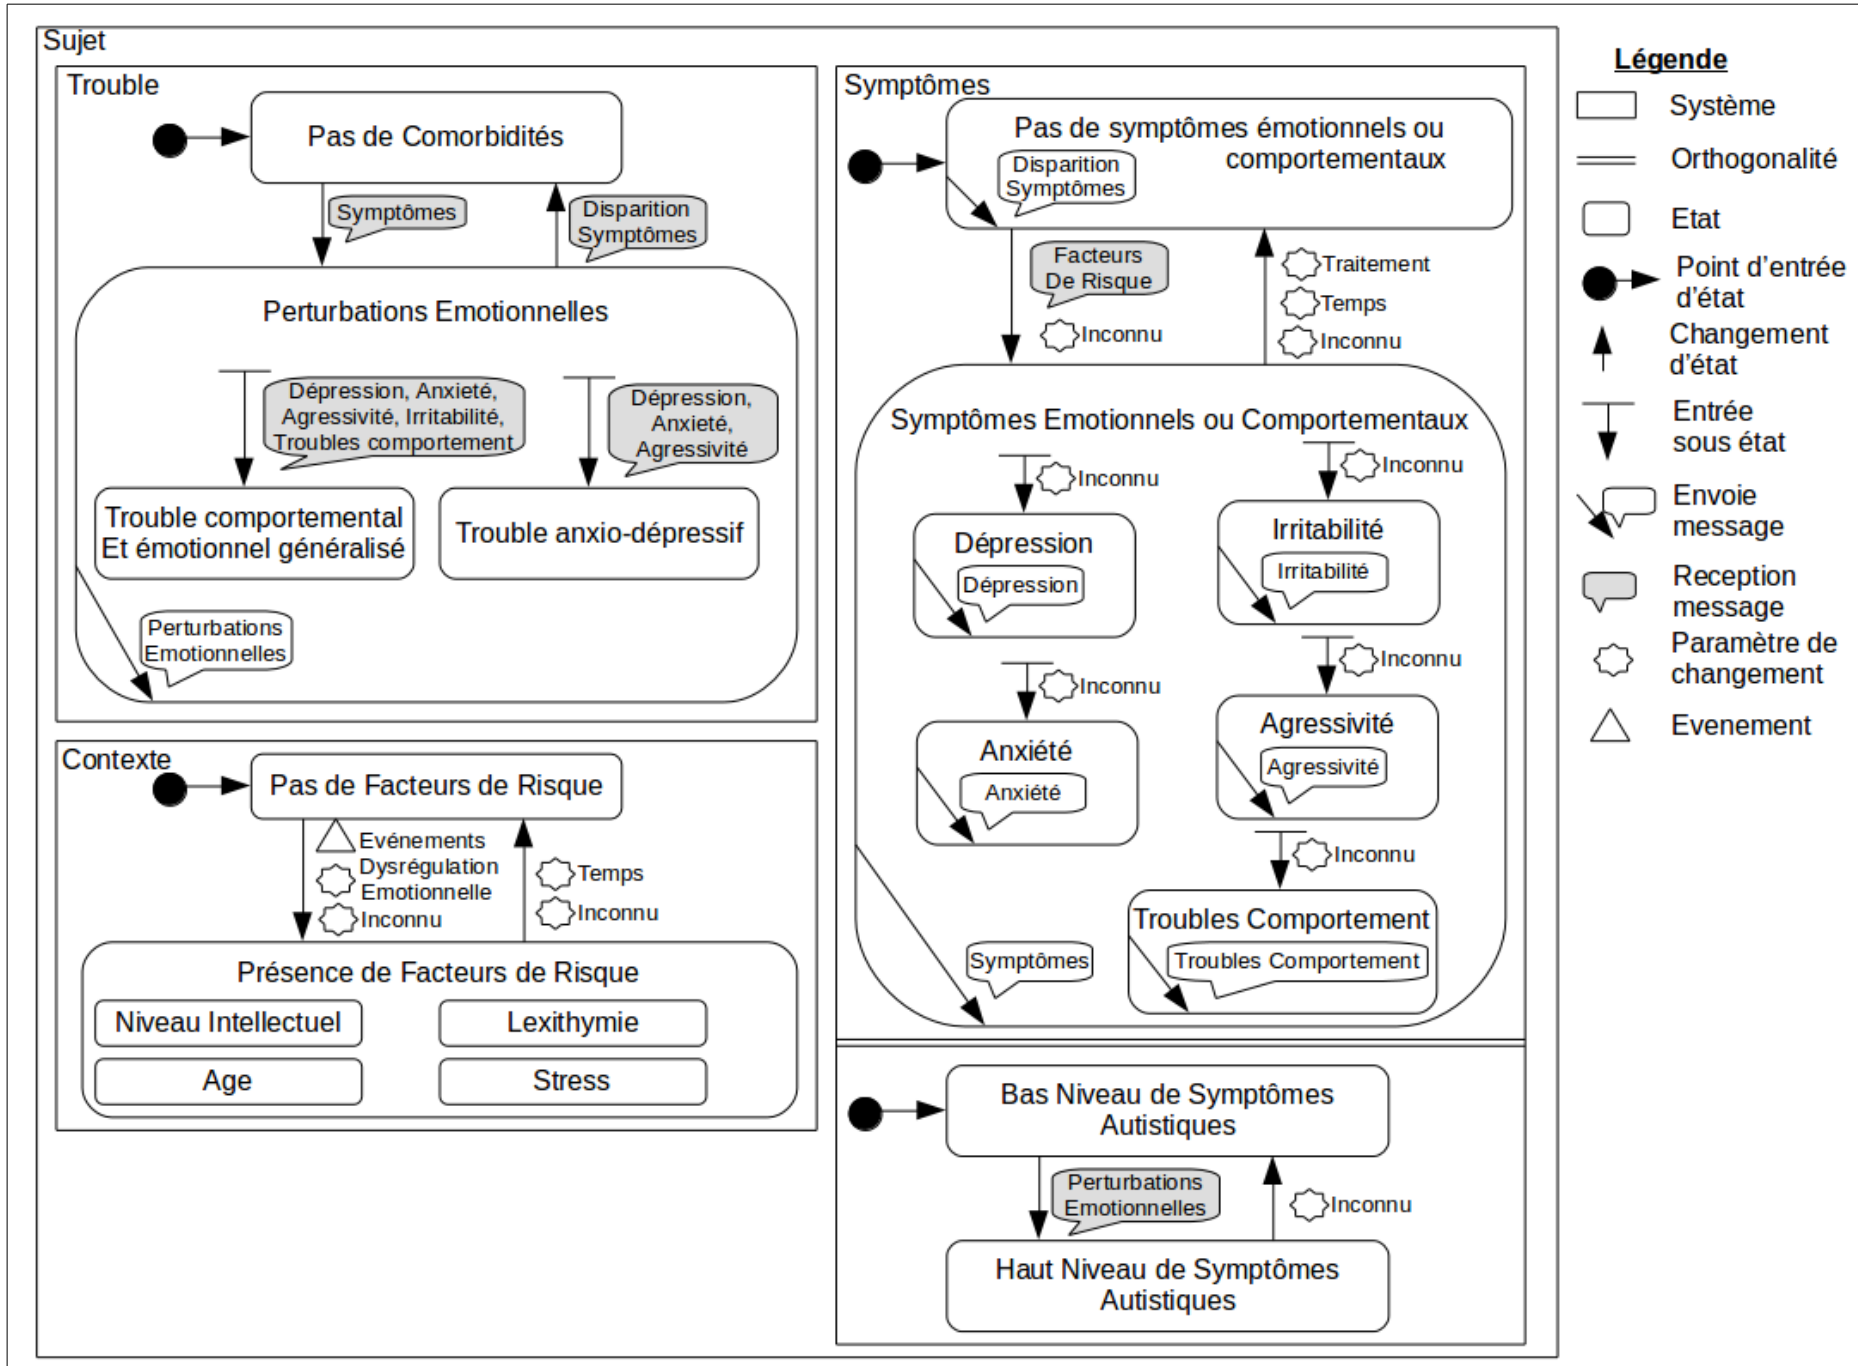 Sujet
Trouble
Pas de Comorbidités
Symptômes
Disparition
Symptômes
Perturbations Emotionnelles
Dépression, Anxieté,
Agressivité, Irritabilité,
Troubles comportement
Dépression,
Anxieté,
Agressivité
Trouble comportemental
Et émotionnel généralisé
Trouble anxio-dépressif
Perturbations
Emotionnelles
Contexte
Pas de Facteurs de Risque
Evénements
Dysrégulation
Emotionnelle
Inconnu
Temps
Inconnu
Présence de Facteurs de Risque
Niveau Intellectuel
Lexithymie
Age
Stress
Symptômes
Pas de symptômes émotionnels ou
comportementaux
Disparition
Symptômes
Facteurs
De Risque
Inconnu
Traitement
Temps
Inconnu
Symptômes Emotionnels ou Comportementaux
Inconnu
Dépression
Dépression
Inconnu
Irritabilité
Irritabilité
Inconnu
Anxiété
Anxiété
Inconnu
Agressivité
Agressivité
Inconnu
Troubles Comportement
Troubles Comportement
Symptômes
Bas Niveau de Symptômes
Autistiques
Perturbations
Emotionnelles
Inconnu
Haut Niveau de Symptômes
Autistiques
Légende
Système
Orthogonalité
Etat
Point d'entrée
d'état
Changement
d'état
Entrée
sous état
Envoie
message
Reception
message
Paramètre de
changement
Evenement